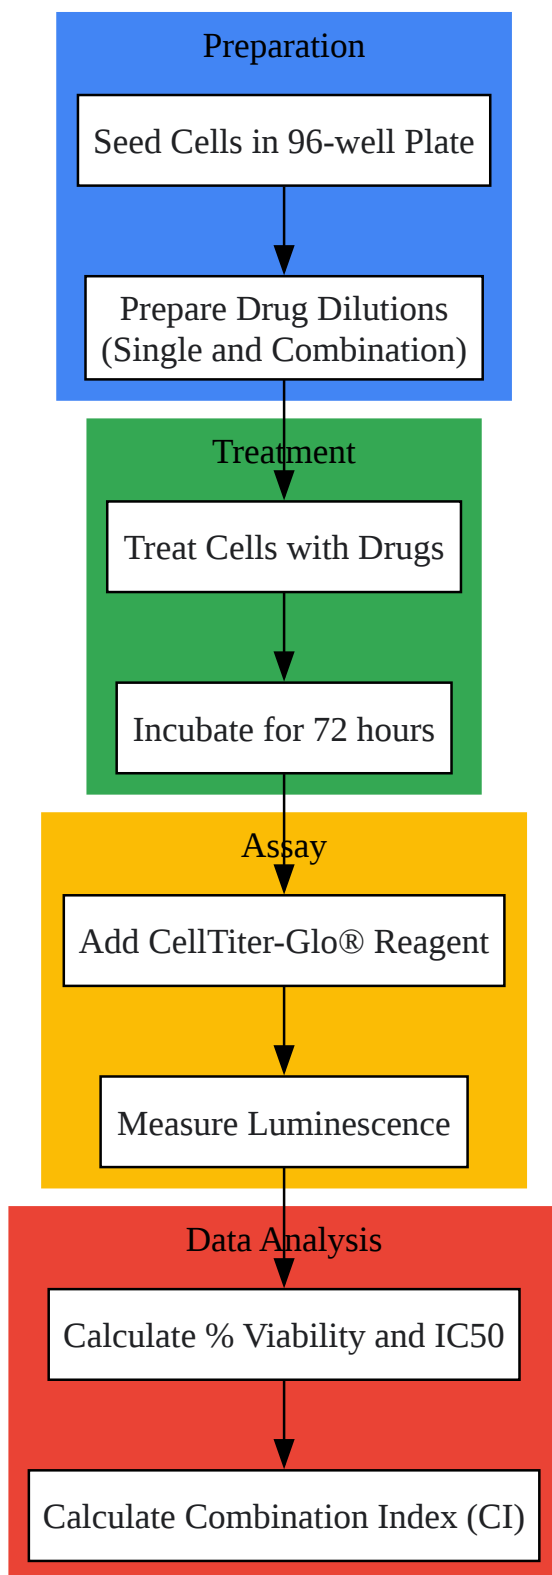 Preparation
Seed Cells in 96-well Plate
Prepare Drug Dilutions
(Single and Combination)
Treatment
Treat Cells with Drugs
Incubate for 72 hours
Assay
Add CellTiter-Glo® Reagent
Measure Luminescence
Data Analysis
Calculate % Viability and IC50
Calculate Combination Index (CI)